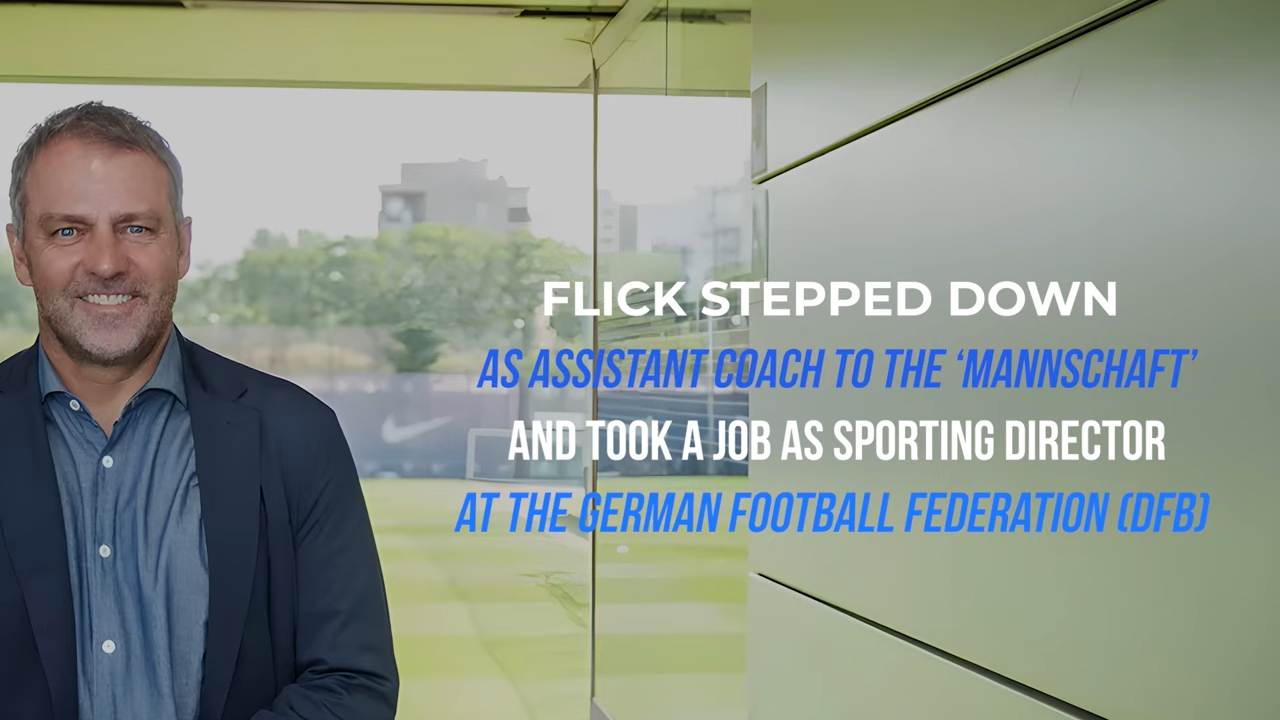 FLICK STEPPED DOWN
AS ASSISTANT COACH TO THE ‘MANNSCHAFT’
AND TOOK A JOB AS SPORTING DIRECTOR
AT THE GERMAN FOOTBALL FEDERATION (DFB)